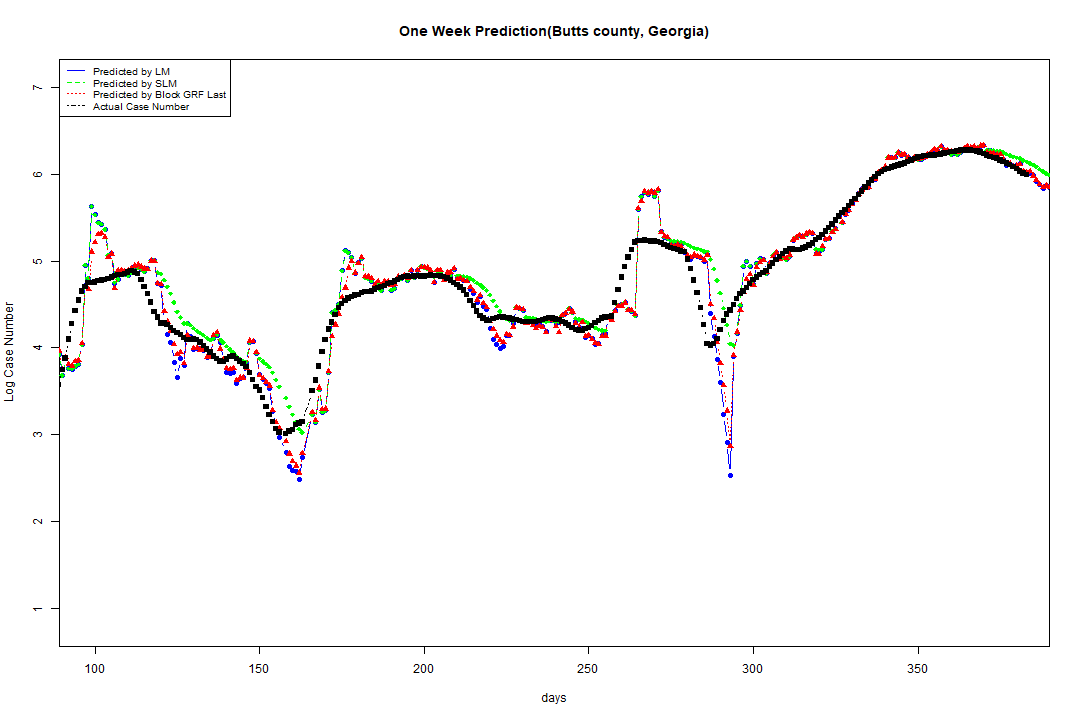 One Week Prediction(Butts county, Georgia)
Predicted by LM
Predicted by SLM
Predicted by Block GRF Last
Actual Case Number
7
6
5
4
3
2
1
Log Case Number
100 150 200 250 300 350
days